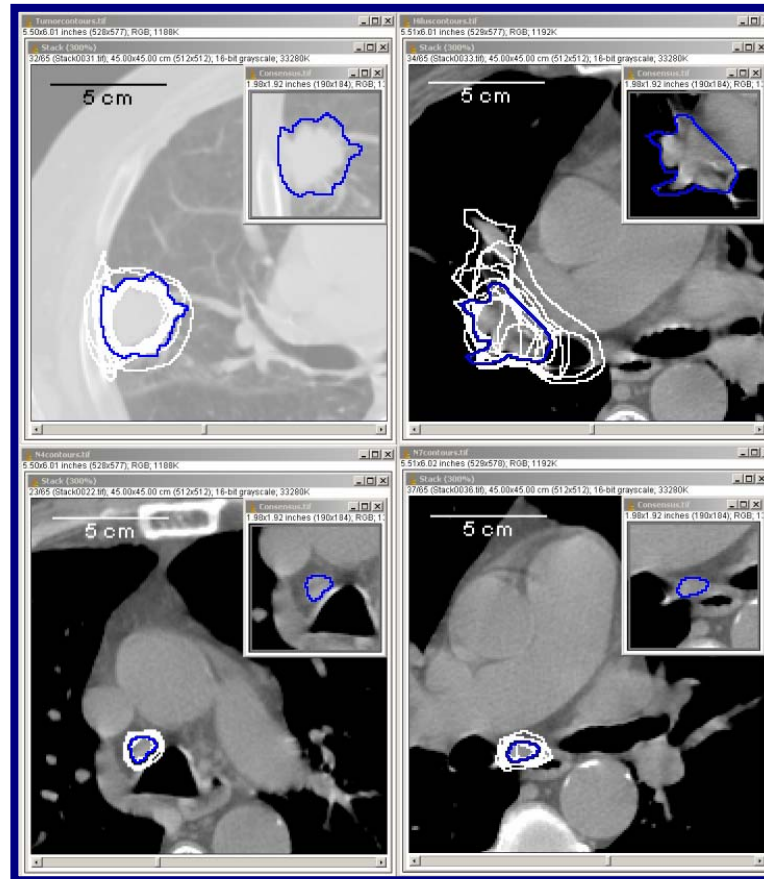 Tumorcontours.tif
5.50x6.01 inches (528x577); RGB; 1188K
Stack (300%)
32/65 (Stack0031.tif); 45.00x45.00 cm (512x512); 16-bit grayscale; 33280K
Consensus.tif
1.98x1.92 inches (190x184); RGB; 13
5 cm
Hiluscontours.tif
5.51x6.01 inches (529x577); RGB; 1192K
Stack (300%)
34/65 (Stack0033.tif); 45.00x45.00 cm (512x512); 16-bit grayscale; 33280K
Consensus.tif
1.98x1.92 inches (190x184); RGB; 13
5 cm
N4contours.tif
5.50x6.01 inches (528x577); RGB; 1188K
Stack (300%)
23/65 (Stack0022.tif); 45.00x45.00 cm (512x512); 16-bit grayscale; 33280K
Consensus.tif
1.98x1.92 inches (190x184); RGB; 13
5 cm
N7contours.tif
5.51x6.02 inches (529x578); RGB; 1192K
Stack (300%)
37/65 (Stack0036.tif); 45.00x45.00 cm (512x512); 16-bit grayscale; 33280K
Consensus.tif
1.98x1.92 inches (190x184); RGB; 13
5 cm